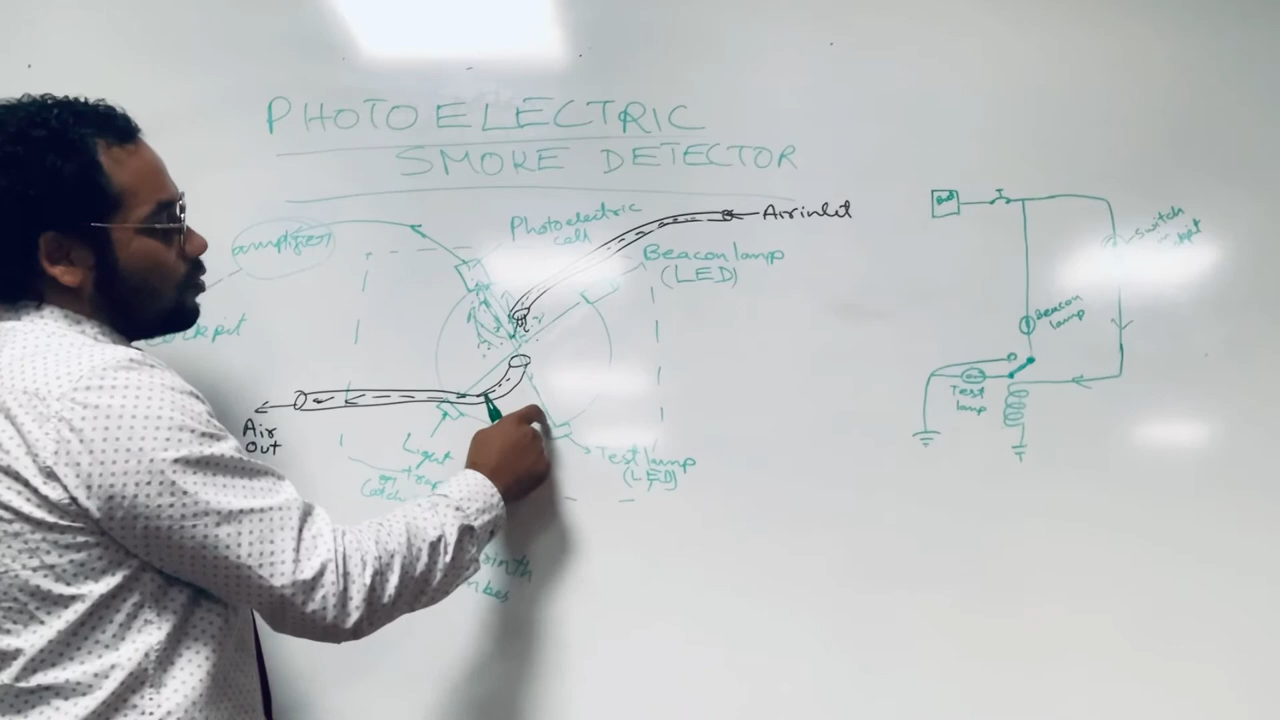 PHOTOELECTRIC
SMOKE DETECTOR
amplifier
Photoelectric
cell
Air inlet
Beacon lamp
(LED)
Air
Out
Light
Trap
Test lamp
(LED)
Switch
Beacon
lamp
Test
lamp